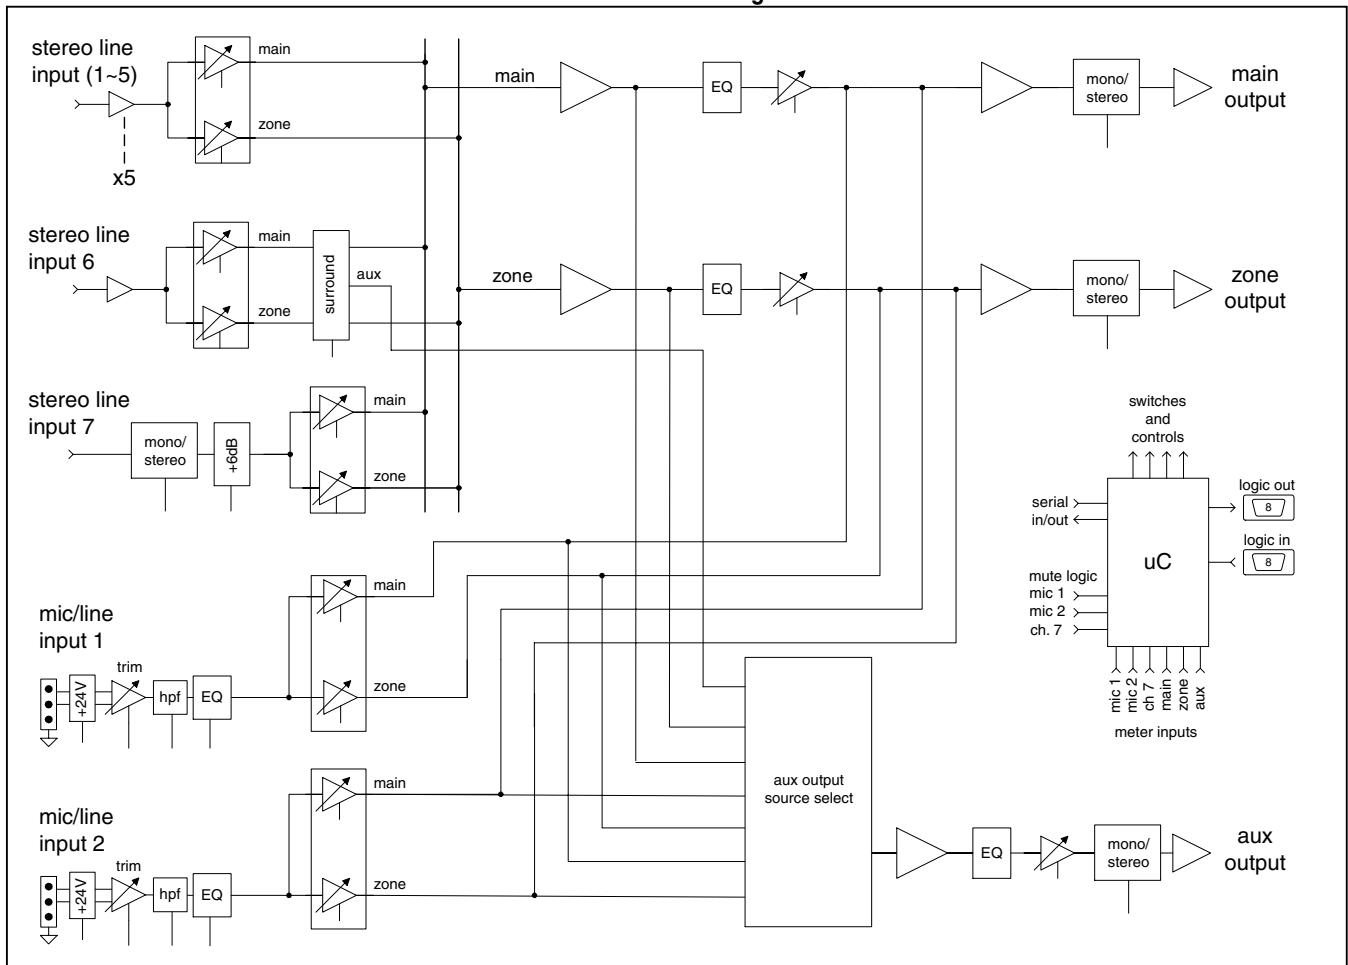 stereo line
input (1~5)
main
zone
x5
main
EQ
mono/
stereo
main
output
stereo line
input 6
main
zone
surround
aux
zone
EQ
mono/
stereo
zone
output
stereo line
input 7
mono/
stereo
+6dB
main
zone
switches
and
controls
serial
in/out
mute logic
mic 1
mic 2
ch. 7
uC
logic out
8
logic in
8
mic 1
mic 2
ch 7
main
zone
aux
meter inputs
mic/line
input 1
+24V
trim
hpf
EQ
main
zone
mic/line
input 2
+24V
trim
hpf
EQ
main
zone
aux output
source select
EQ
mono/
stereo
aux
output